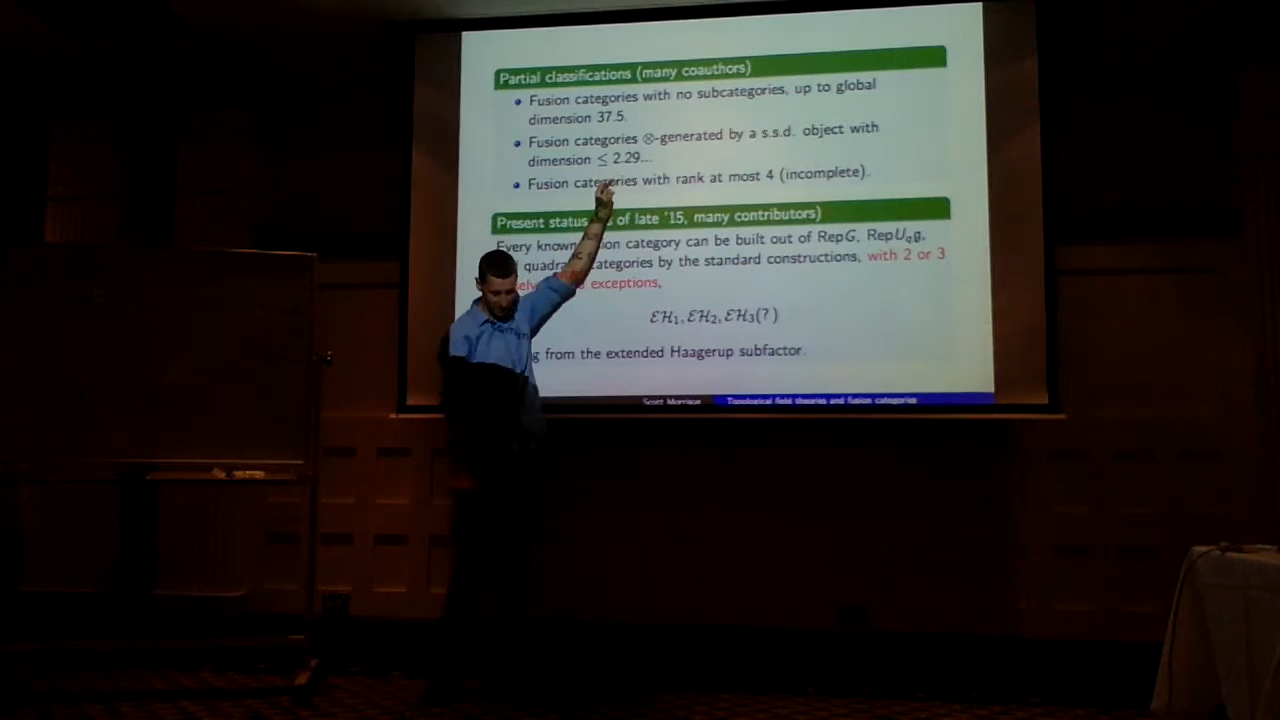 Partial classifications (many coauthors)
• Fusion categories with no subcategories, up to global
dimension 37.5.
• Fusion categories ⊗-generated by a s.s.d. object with
dimension ≤ 2.29...
• Fusion categories with rank at most 4 (incomplete).
Present status of late '15, many contributors)
Every known category can be built out of RepG, RepU_q𝔤,
categories by the standard constructions, with 2 or 3
exceptions,
ℰℋ₁, ℰℋ₂, ℰℋ₃(?)
from the extended Haagerup subfactor.
Scott Morrison Topological field theories and fusion categories